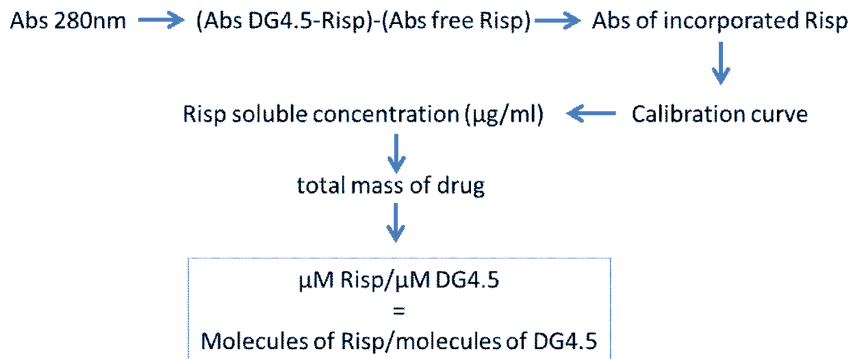 Abs 280nm
(Abs DG4.5-Risp)-(Abs free Risp)
Abs of incorporated Risp
Calibration curve
Risp soluble concentration (µg/ml)
total mass of drug
µM Risp/µM DG4.5
=
Molecules of Risp/molecules of DG4.5